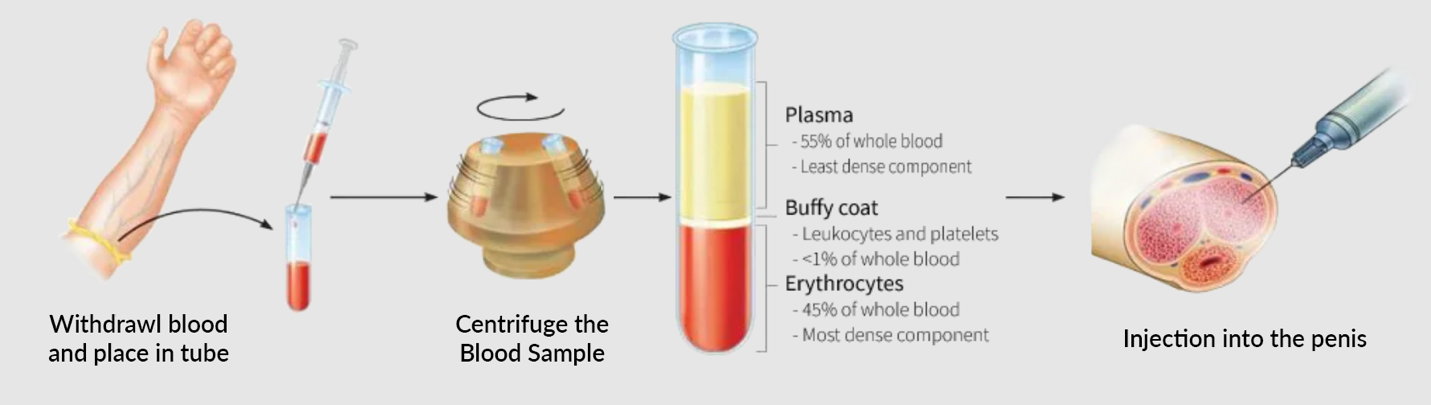 Withdrawl blood
and place in tube
Centrifuge the
Blood Sample
Plasma
- 55% of whole blood
- Least dense component
Buffy coat
- Leukocytes and platelets
- <1% of whole blood
Erythrocytes
- 45% of whole blood
- Most dense component
Injection into the penis